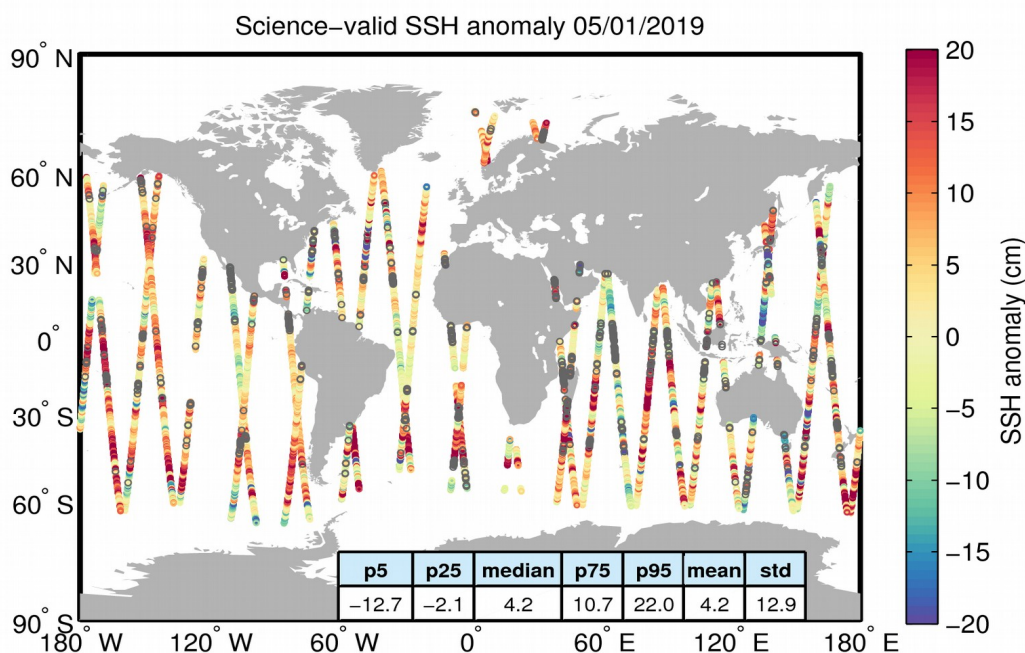 Science−valid SSH anomaly 05/01/2019
90° N
60° N
30° N
0°
30° S
60° S
90° S
180° W
120° W
60° W
0°
60° E
120° E
180° E
p5 p25 median p75 p95 mean std
−12.7 −2.1 4.2 10.7 22.0 4.2 12.9
20
15
10
5
0
−5
−10
−15
−20
SSH anomaly (cm)